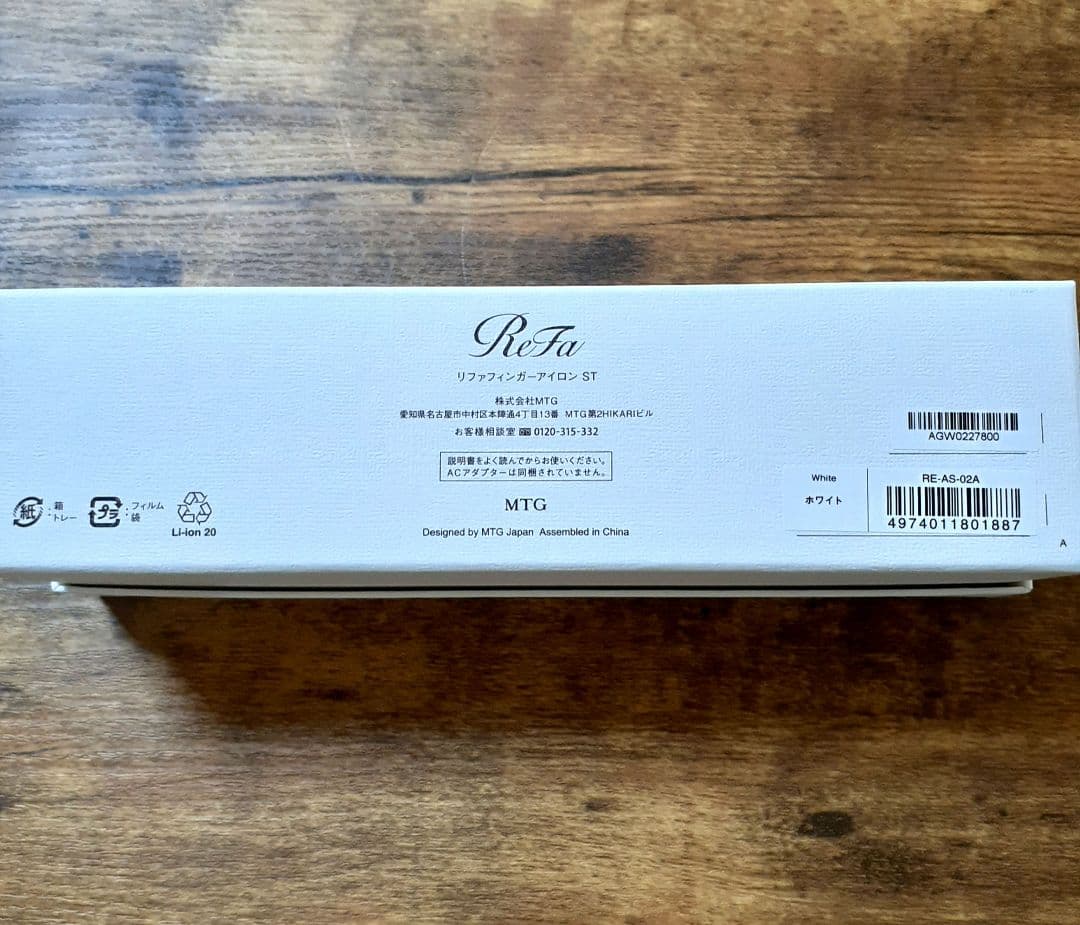 ReFa
リファフィンガーアイロン ST
株式会社MTG
愛知県名古屋市中村区本陣通4丁目13番 MTG第2HIKARIビル
お客様相談室 0120-315-332
説明書をよく読んでからお使いください。
ACアダプターは同梱されていません。
MTG
Designed by MTG Japan Assembled in China
紙 : 箱
トレー
プラ : フィルム
袋
Li-ion 20
AGW0227800
White
ホワイト
RE-AS-02A
4974011801887
A